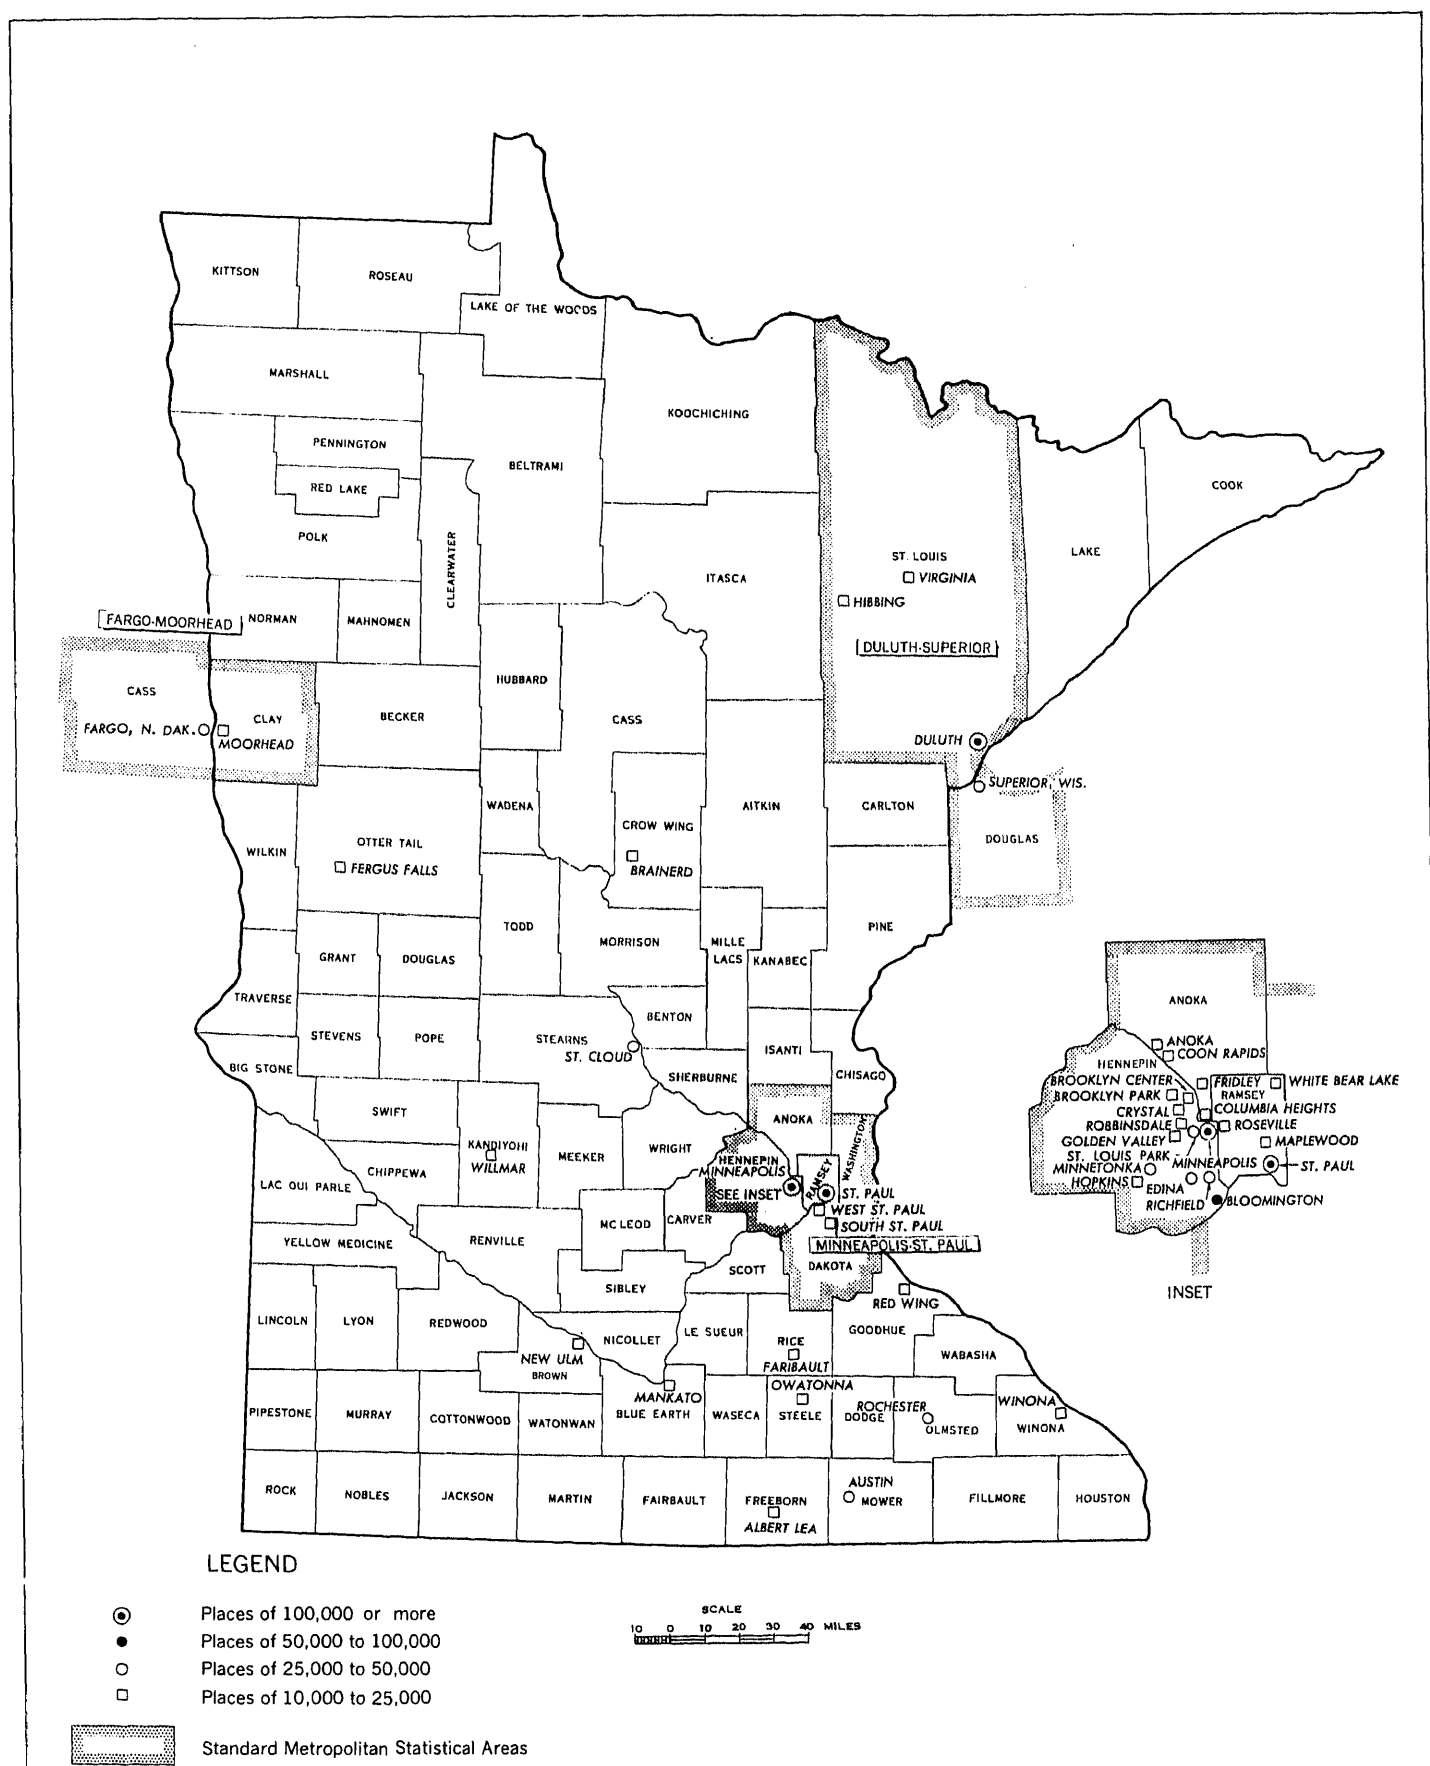 KITTSON
ROSEAU
LAKE OF THE WOODS
MARSHALL
KOOCHICHING
PENNINGTON
BELTRAMI
RED LAKE
COOK
POLK
CLEARWATER
ST. LOUIS
LAKE
ITASCA
VIRGINIA
HIBBING
FARGO-MOORHEAD
NORMAN
MAHNOMEN
DULUTH-SUPERIOR
HUBBARD
CASS
CLAY
BECKER
CASS
FARGO, N. DAK.
MOORHEAD
DULUTH
SUPERIOR, WIS.
WADENA
AITKIN
CARLTON
CROW WING
DOUGLAS
OTTER TAIL
WILKIN
FERGUS FALLS
BRAINERD
TODD
PINE
MORRISON
MILLE
LACS
KANABEC
GRANT
DOUGLAS
TRAVERSE
BENTON
STEVENS
POPE
STEARNS
ST. CLOUD
ISANTI
BIG STONE
SHERBURNE
CHISAGO
SWIFT
ANOKA
KANDIYOHI
WILLMAR
MEEKER
WRIGHT
WASHINGTON
HENNEPIN
MINNEAPOLIS
RAMSEY
CHIPPEWA
LAC QUI PARLE
SEE INSET
ST. PAUL
WEST ST. PAUL
SOUTH ST. PAUL
MC LEOD
CARVER
YELLOW MEDICINE
RENVILLE
MINNEAPOLIS-ST. PAUL
SCOTT
DAKOTA
SIBLEY
RED WING
LINCOLN
LYON
REDWOOD
NICOLLET
LE SUEUR
RICE
FARIBAULT
GOODHUE
WABASHA
NEW ULM
BROWN
MANKATO
OWATONNA
ROCHESTER
WINONA
PIPESTONE
MURRAY
COTTONWOOD
WATONWAN
BLUE EARTH
WASECA
STEELE
DODGE
OLMSTED
WINONA
ROCK
NOBLES
JACKSON
MARTIN
FAIRBAULT
FREEBORN
ALBERT LEA
AUSTIN
MOWER
FILLMORE
HOUSTON
ANOKA
ANOKA
COON RAPIDS
HENNEPIN
BROOKLYN CENTER
FRIDLEY
WHITE BEAR LAKE
BROOKLYN PARK
RAMSEY
CRYSTAL
COLUMBIA HEIGHTS
ROBBINSDALE
ROSEVILLE
GOLDEN VALLEY
MAPLEWOOD
ST. LOUIS PARK
MINNEAPOLIS
ST. PAUL
MINNETONKA
HOPKINS
EDINA
RICHFIELD
BLOOMINGTON
INSET
LEGEND
Places of 100,000 or more
Places of 50,000 to 100,000
Places of 25,000 to 50,000
Places of 10,000 to 25,000
Standard Metropolitan Statistical Areas
SCALE
10 0 10 20 30 40 MILES